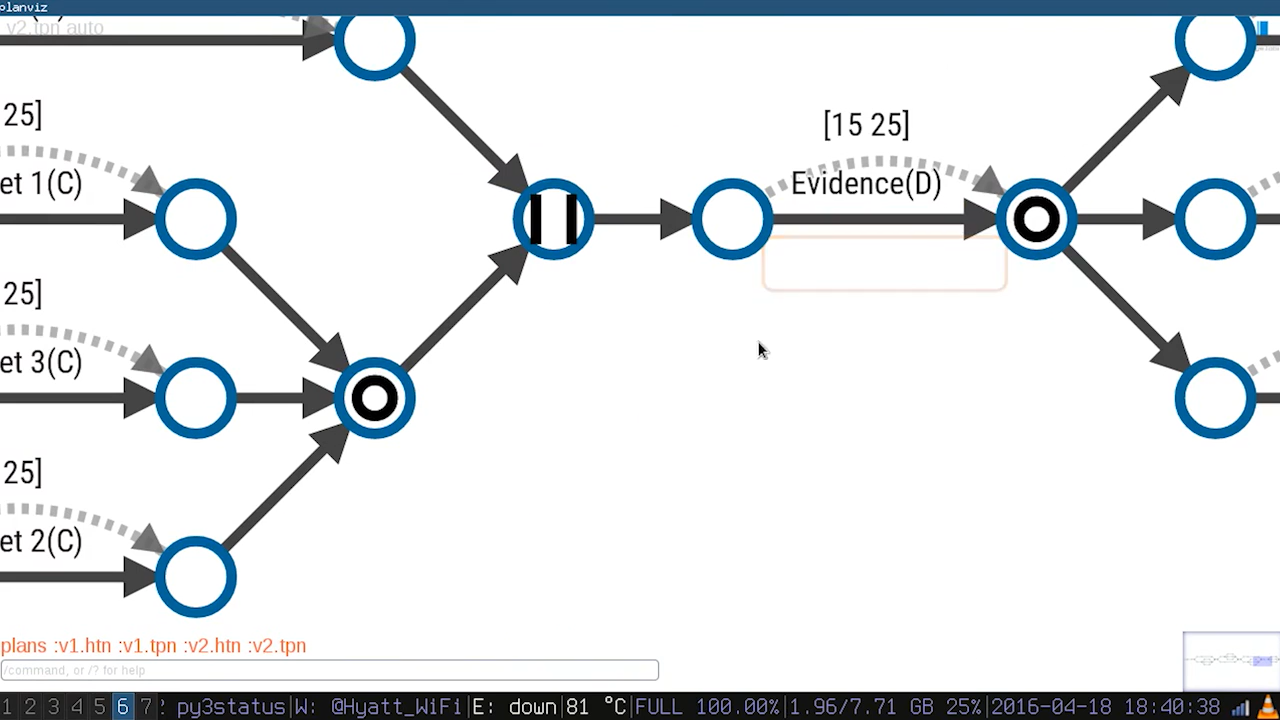 planviz
v2.tpn auto
25]
[15 25]
et 1(C)
Evidence(D)
25]
et 3(C)
25]
et 2(C)
plans :v1.htn :v1.tpn :v2.htn :v2.tpn
/command, or /? for help
1 2 3 4 5 6 7 py3status W: @Hyatt_WiFi E: down 81 °C FULL 100.00% 1.96/7.71 GB 25% 2016-04-18 18:40:38